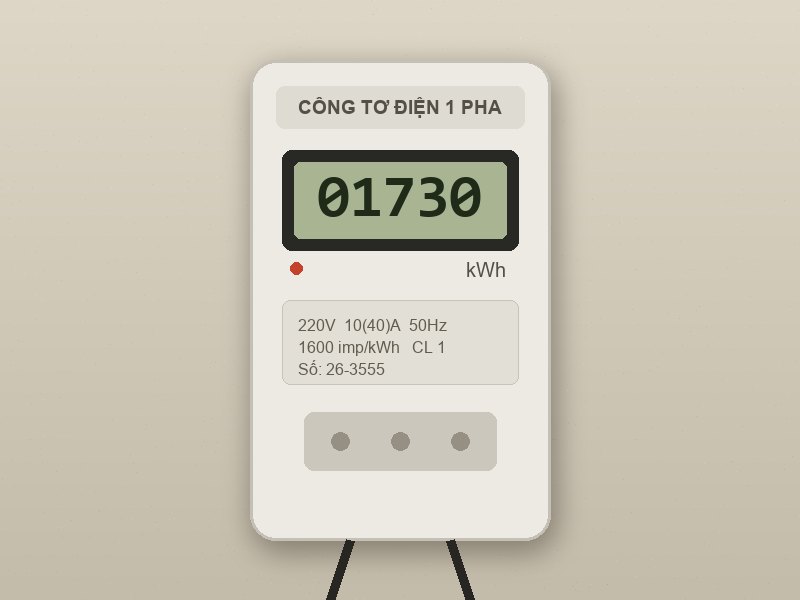 CÔNG TƠ ĐIỆN 1 PHA
01730
kWh
220V 10(40)A 50Hz
1600 imp/kWh CL 1
Số: 26-3555